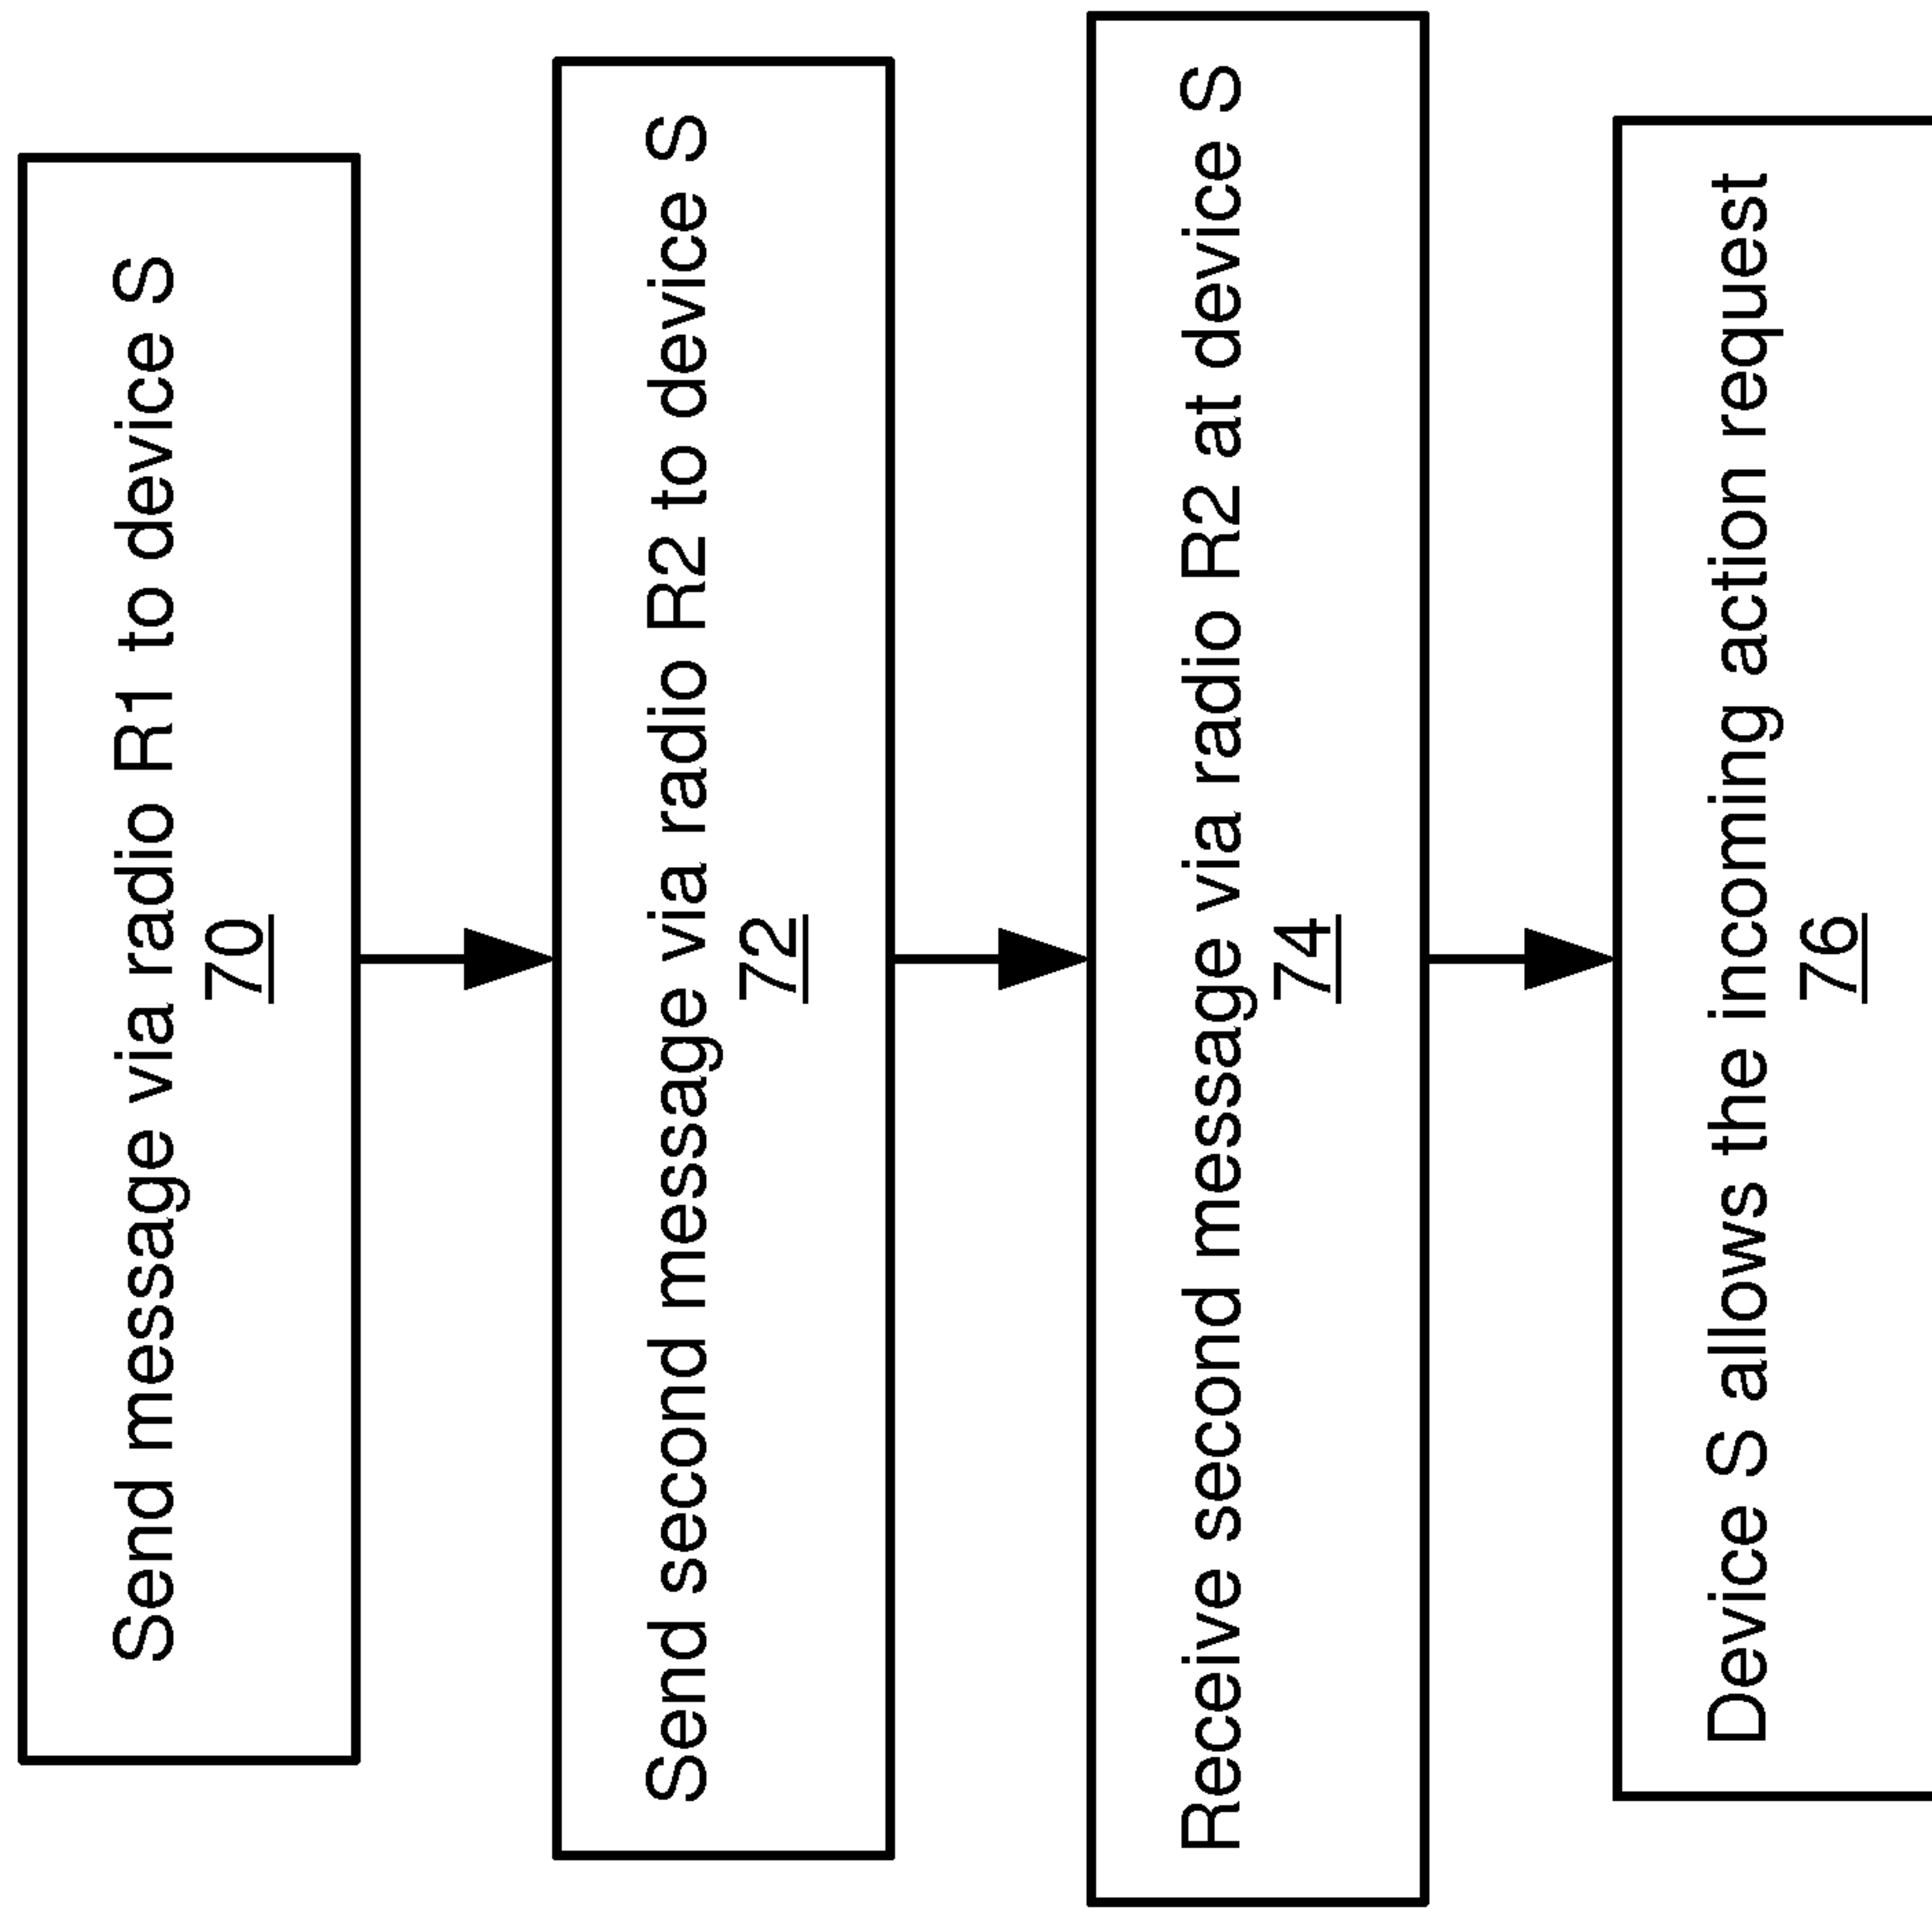 Send message via radio R1 to device S
70
Send second message via radio R2 to device S
72
Receive second message via radio R2 at device S
74
Device S allows the incoming action request
76